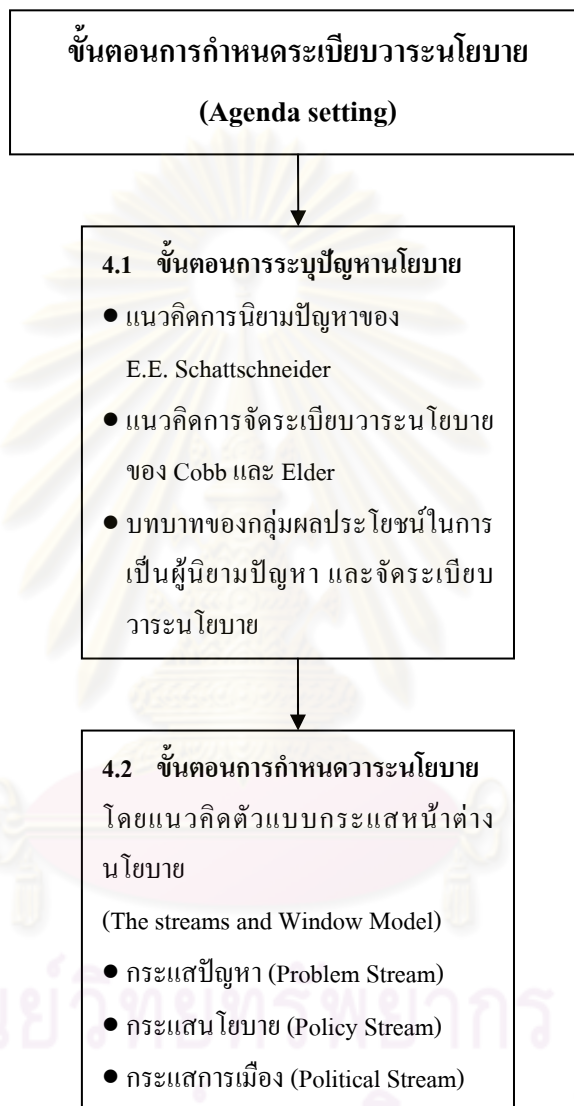 ขั้นตอนการกำหนดระเบียบวาระนโยบาย
(Agenda setting)
4.1 ขั้นตอนการระบุปัญหานโยบาย
● แนวคิดการนิยามปัญหาของ
E.E. Schattschneider
● แนวคิดการจัดระเบียบวาระนโยบาย
ของ Cobb และ Elder
● บทบาทของกลุ่มผลประโยชน์ในการ
เป็นผู้นิยามปัญหา และจัดระเบียบ
วาระนโยบาย
4.2 ขั้นตอนการกำหนดวาระนโยบาย
โดยแนวคิดตัวแบบกระแสหน้าต่าง
นโยบาย
(The streams and Window Model)
● กระแสปัญหา (Problem Stream)
● กระแสนโยบาย (Policy Stream)
● กระแสการเมือง (Political Stream)